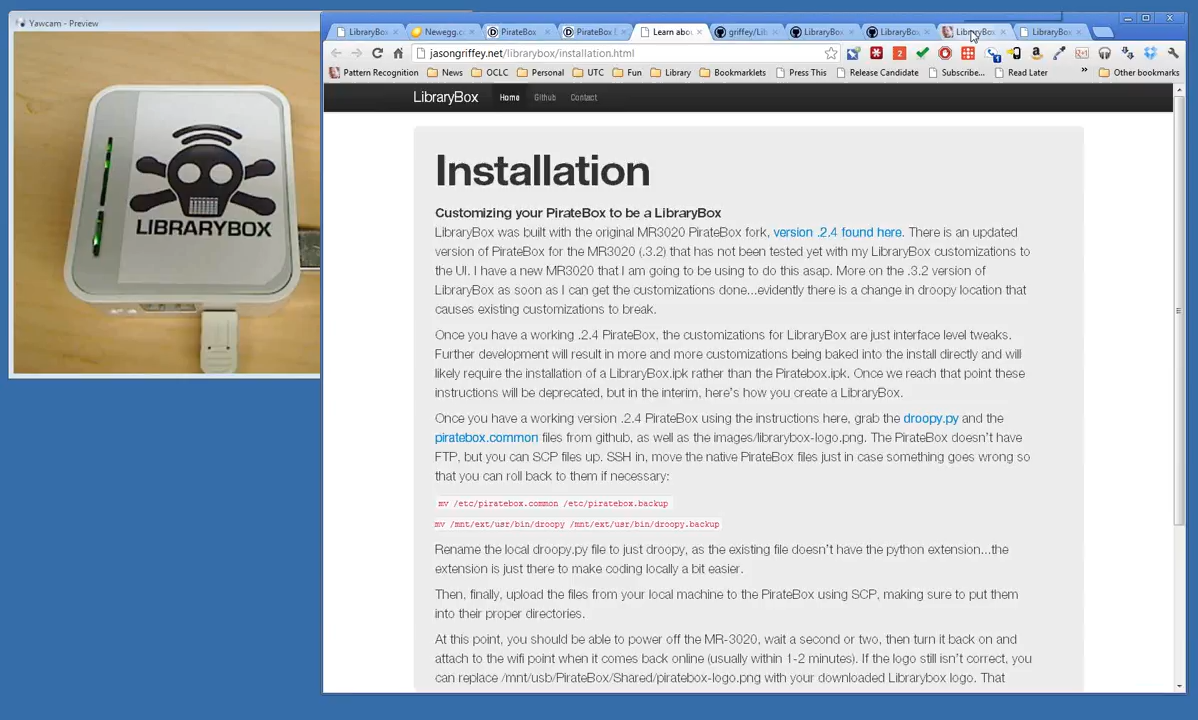 Yawcam - Preview
LIBRARYBOX
LibraryBo
Newegg.co
PirateBox
PirateBox
Learn abou
griffey/Lib
LibraryBo
LibraryBo
LibraryBo
LibraryBo
jasongriffey.net/librarybox/installation.html
Pattern Recognition News OCLC Personal UTC Fun Library Bookmarklets Press This Release Candidate Subscribe... Read Later » Other bookmarks
LibraryBox Home Github Contact
Installation
Customizing your PirateBox to be a LibraryBox
LibraryBox was built with the original MR3020 PirateBox fork, version .2.4 found here. There is an updated
version of PirateBox for the MR3020 (.3.2) that has not been tested yet with my LibraryBox customizations to
the UI. I have a new MR3020 that I am going to be using to do this asap. More on the .3.2 version of
LibraryBox as soon as I can get the customizations done...evidently there is a change in droopy location that
causes existing customizations to break.
Once you have a working .2.4 PirateBox, the customizations for LibraryBox are just interface level tweaks.
Further development will result in more and more customizations being baked into the install directly and will
likely require the installation of a LibraryBox.ipk rather than the Piratebox.ipk. Once we reach that point these
instructions will be deprecated, but in the interim, here's how you create a LibraryBox.
Once you have a working version .2.4 PirateBox using the instructions here, grab the droopy.py and the
piratebox.common files from github, as well as the images/librarybox-logo.png. The PirateBox doesn't have
FTP, but you can SCP files up. SSH in, move the native PirateBox files just in case something goes wrong so
that you can roll back to them if necessary:
mv /etc/piratebox.common /etc/piratebox.backup
mv /mnt/ext/usr/bin/droopy /mnt/ext/usr/bin/droopy.backup
Rename the local droopy.py file to just droopy, as the existing file doesn't have the python extension...the
extension is just there to make coding locally a bit easier.
Then, finally, upload the files from your local machine to the PirateBox using SCP, making sure to put them
into their proper directories.
At this point, you should be able to power off the MR-3020, wait a second or two, then turn it back on and
attach to the wifi point when it comes back online (usually within 1-2 minutes). If the logo still isn't correct, you
can replace /mnt/usb/PirateBox/Shared/piratebox-logo.png with your downloaded Librarybox logo. That